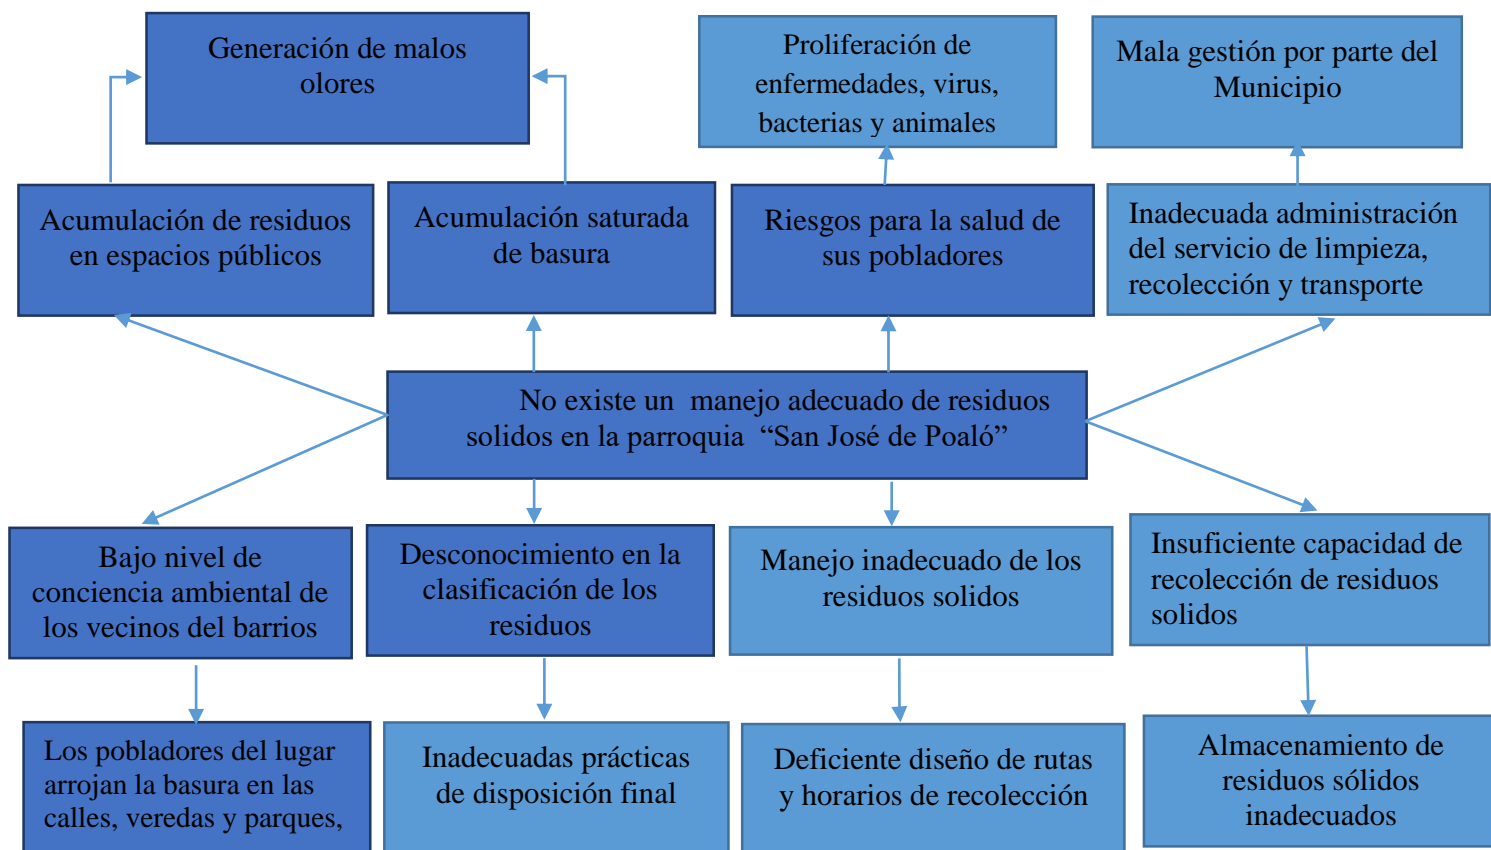 Generación de malos
olores
Proliferación de
enfermedades, virus,
bacterias y animales
Mala gestión por parte del
Municipio
Acumulación de residuos
en espacios públicos
Acumulación saturada
de basura
Riesgos para la salud de
sus pobladores
Inadecuada administración
del servicio de limpieza,
recolección y transporte
No existe un manejo adecuado de residuos
solidos en la parroquia “San José de Poaló”
Bajo nivel de
conciencia ambiental de
los vecinos del barrios
Desconocimiento en la
clasificación de los
residuos
Manejo inadecuado de los
residuos solidos
Insuficiente capacidad de
recolección de residuos
solidos
Los pobladores del lugar
arrojan la basura en las
calles, veredas y parques,
Inadecuadas prácticas
de disposición final
Deficiente diseño de rutas
y horarios de recolección
Almacenamiento de
residuos sólidos
inadecuados